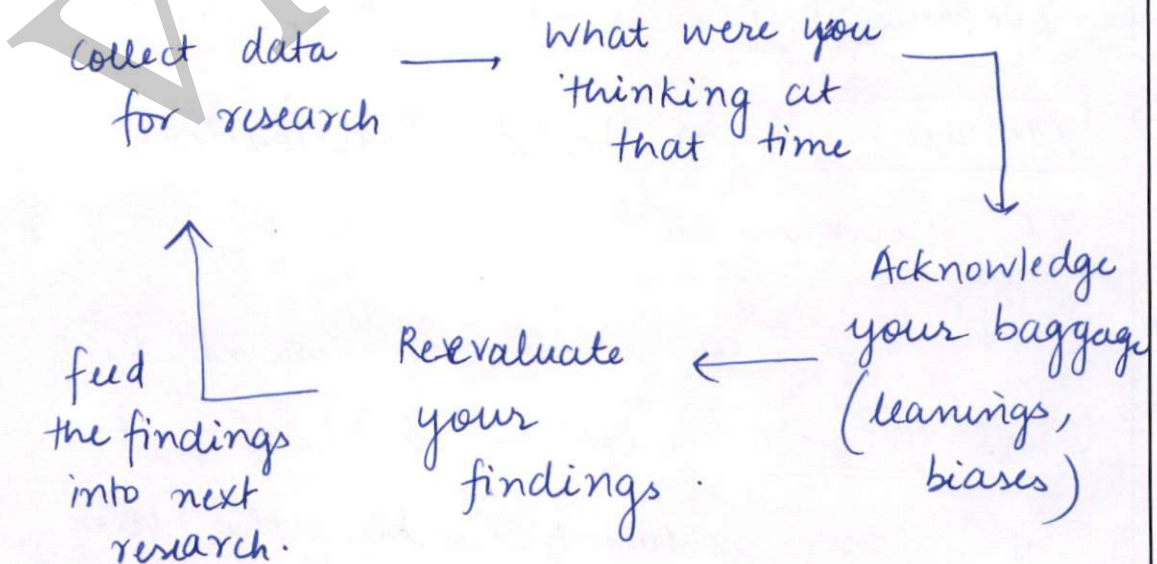 Collect data
for research
What were you
thinking at
that time
Acknowledge
your baggage
(leanings,
biases)
Reevaluate
your
findings.
feed
the findings
into next
research.